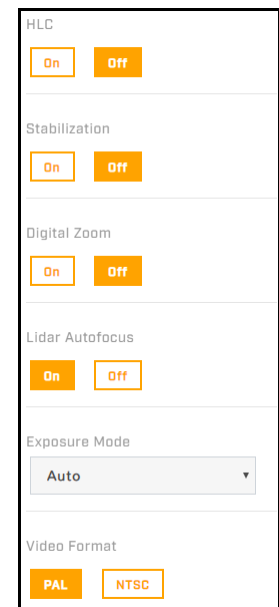 HLC
On Off
Stabilization
On Off
Digital Zoom
On Off
Lidar Autofocus
On Off
Exposure Mode
Auto
Video Format
PAL NTSC